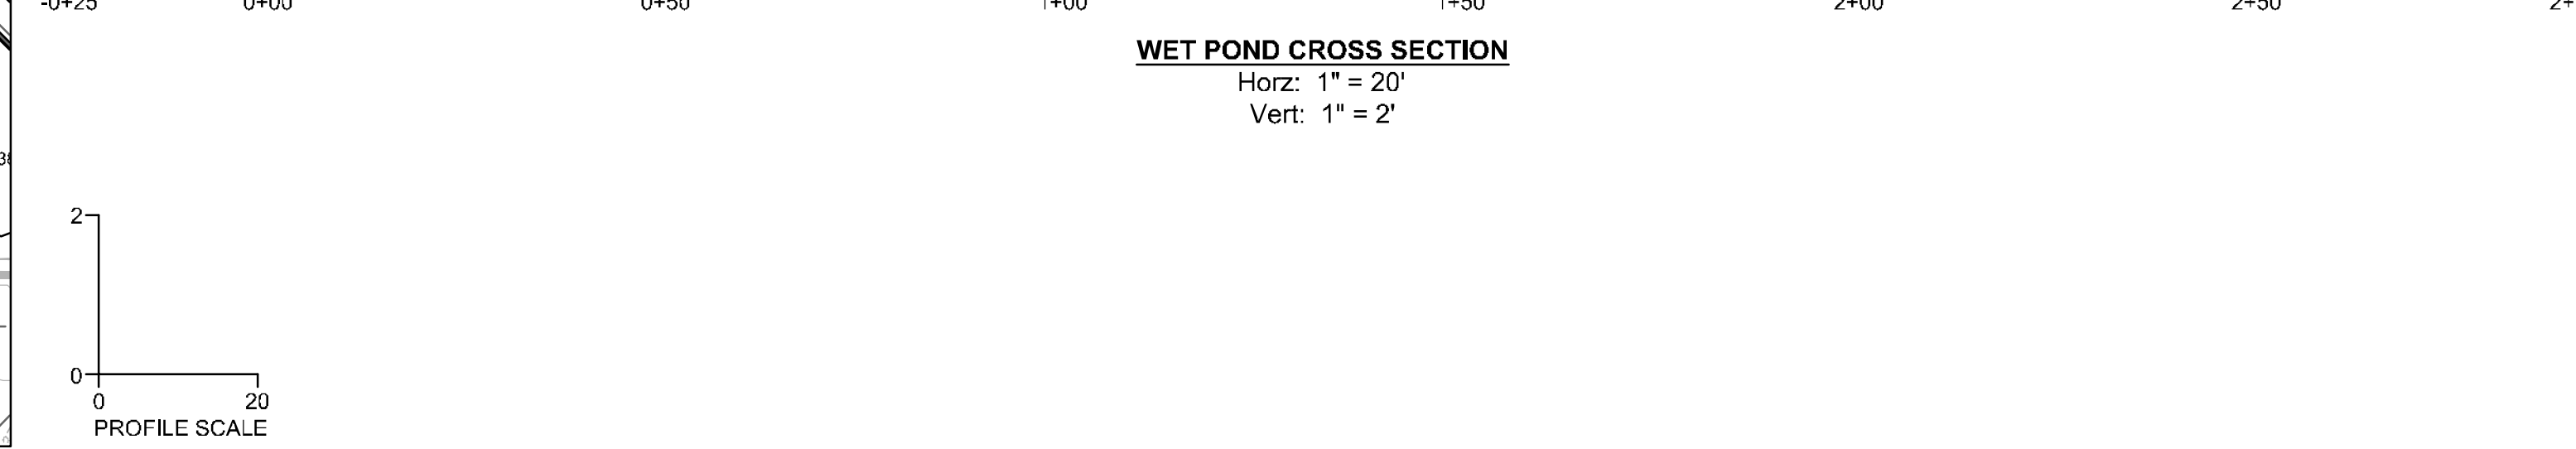 -0+25 0+00 0+50 1+00 1+50 2+00 2+50
WET POND CROSS SECTION
Horz: 1" = 20'
Vert: 1" = 2'
2
0
0 20
PROFILE SCALE